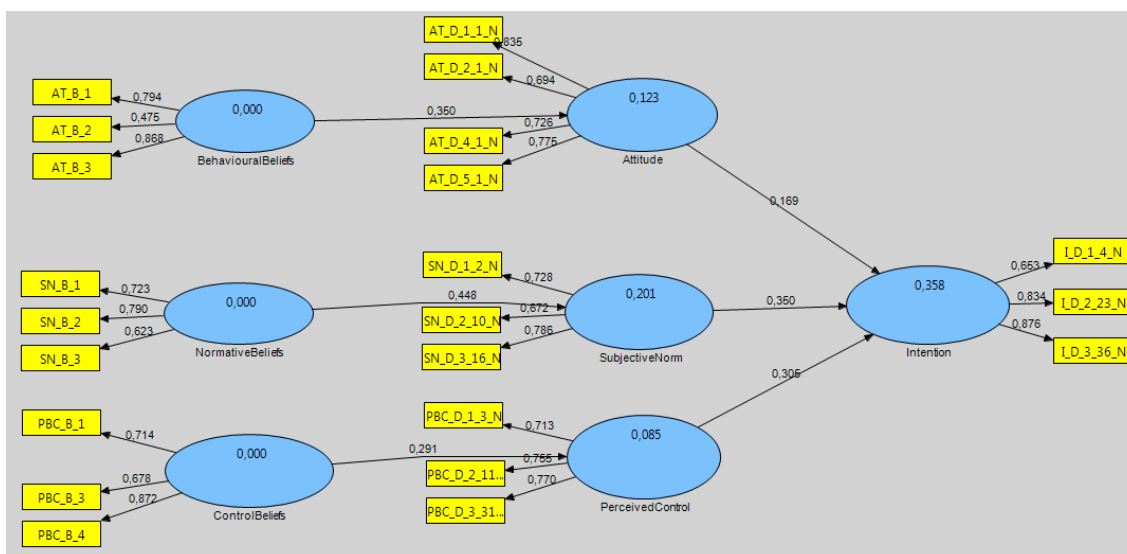 AT_D_1_1_N
0,835
AT_D_2_1_N
0,694
AT_B_1
0,794
AT_B_2
0,475
AT_B_3
0,868
0,000
BehaviouralBeliefs
0,350
0,123
Attitude
AT_D_4_1_N
0,726
AT_D_5_1_N
0,775
0,169
SN_B_1
0,723
SN_B_2
0,790
SN_B_3
0,623
0,000
NormativeBeliefs
0,448
SN_D_1_2_N
0,728
SN_D_2_10_N
0,672
SN_D_3_16_N
0,786
0,201
SubjectiveNorm
0,350
0,358
Intention
I_D_1_4_N
0,653
I_D_2_23_N
0,834
I_D_3_36_N
0,876
0,305
PBC_B_1
0,714
PBC_B_3
0,678
PBC_B_4
0,872
0,000
ControlBeliefs
0,291
PBC_D_1_3_N
0,713
PBC_D_2_11...
0,755
PBC_D_3_31...
0,770
0,085
PerceivedControl